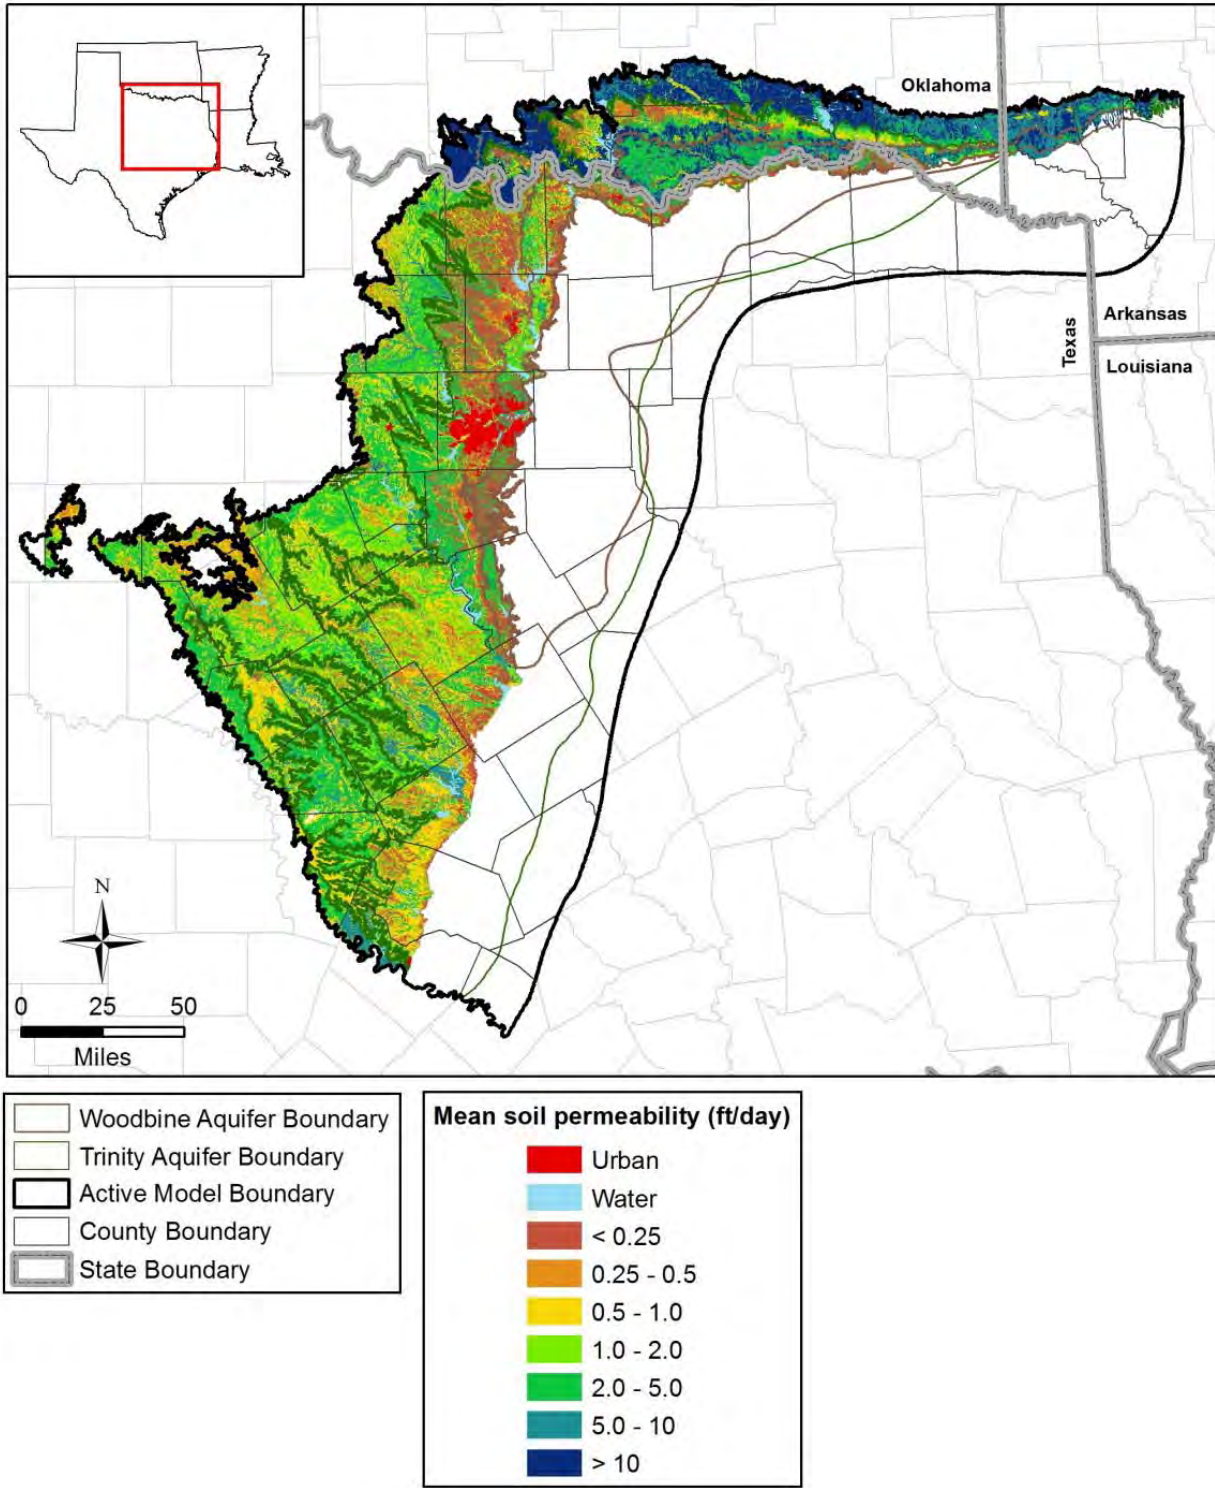 Oklahoma
Arkansas
Texas
Louisiana
N
0 25 50
Miles
Woodbine Aquifer Boundary
Trinity Aquifer Boundary
Active Model Boundary
County Boundary
State Boundary
Mean soil permeability (ft/day)
Urban
Water
< 0.25
0.25 - 0.5
0.5 - 1.0
1.0 - 2.0
2.0 - 5.0
5.0 - 10
> 10